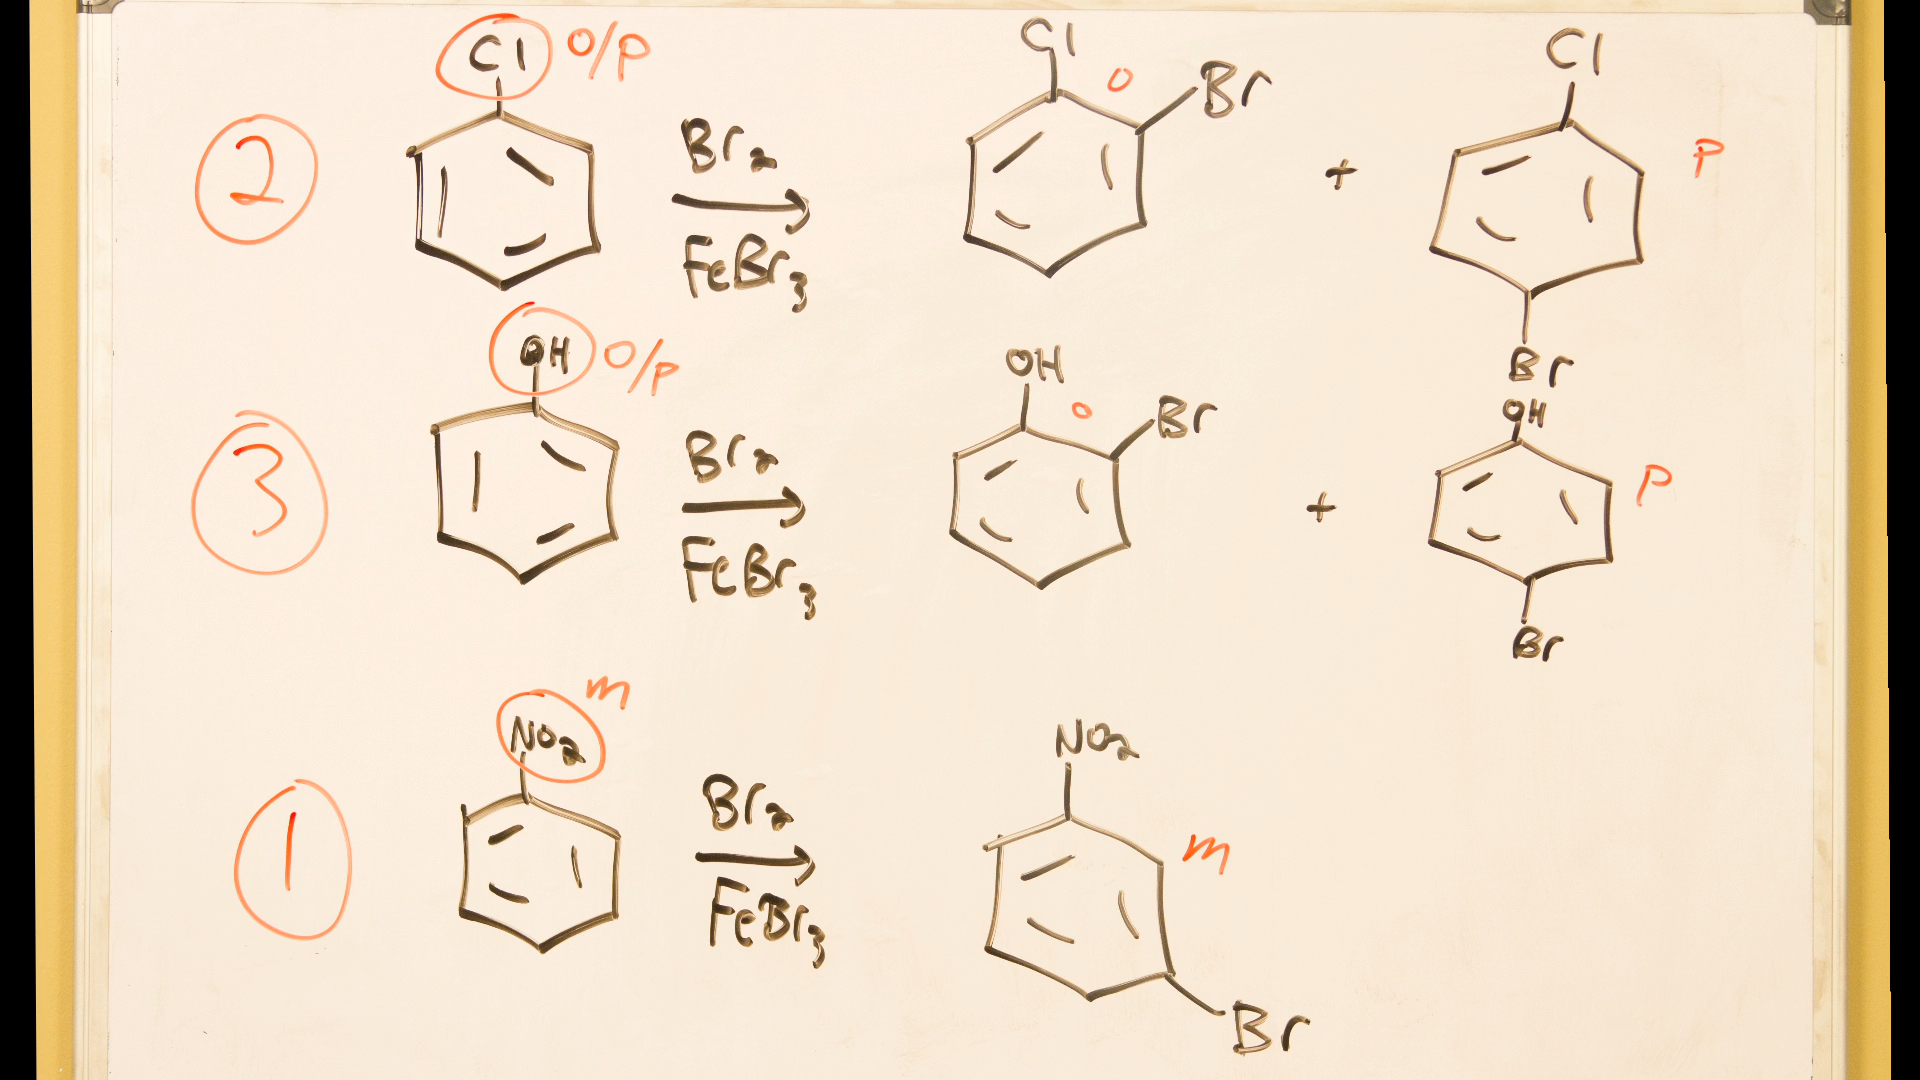 Cl O/P
2
Br2
FeBr3
Cl
o
Br
+
Cl
P
Br
OH O/P
3
Br2
FeBr3
OH
o
Br
+
OH
P
Br
NO2 m
1
Br2
FeBr3
NO2
m
Br